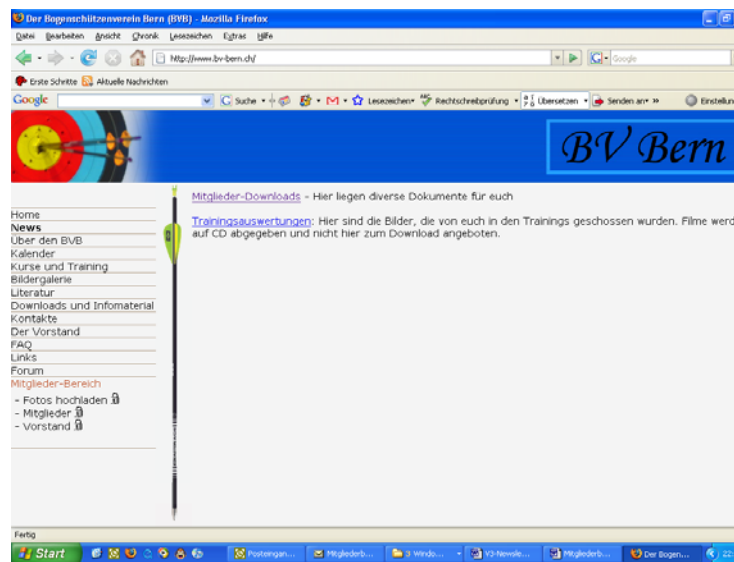 Der Bogenschützenverein Bern (BVB) - Mozilla Firefox
Datei Bearbeiten Ansicht Chronik Lesezeichen Extras Hilfe
http://www.bv-bern.ch/
Google
Erste Schritte Aktuelle Nachrichten
Google Suche Lesezeichen Rechtschreibprüfung Übersetzen Senden an
BV Bern
Mitglieder-Downloads - Hier liegen diverse Dokumente für euch
Trainingsauswertungen: Hier sind die Bilder, die von euch in den Trainings geschossen wurden. Filme werd
auf CD abgegeben und nicht hier zum Download angeboten.
Home
News
Über den BVB
Kalender
Kurse und Training
Bildergalerie
Literatur
Downloads und Infomaterial
Kontakte
Der Vorstand
FAQ
Links
Forum
Mitglieder-Bereich
- Fotos hochladen
- Mitglieder
- Vorstand
Fertig
Start Posteingan... Mitgliederb... 3 Windo... V3-Newsle... Mitgliederb... Der Bogen...